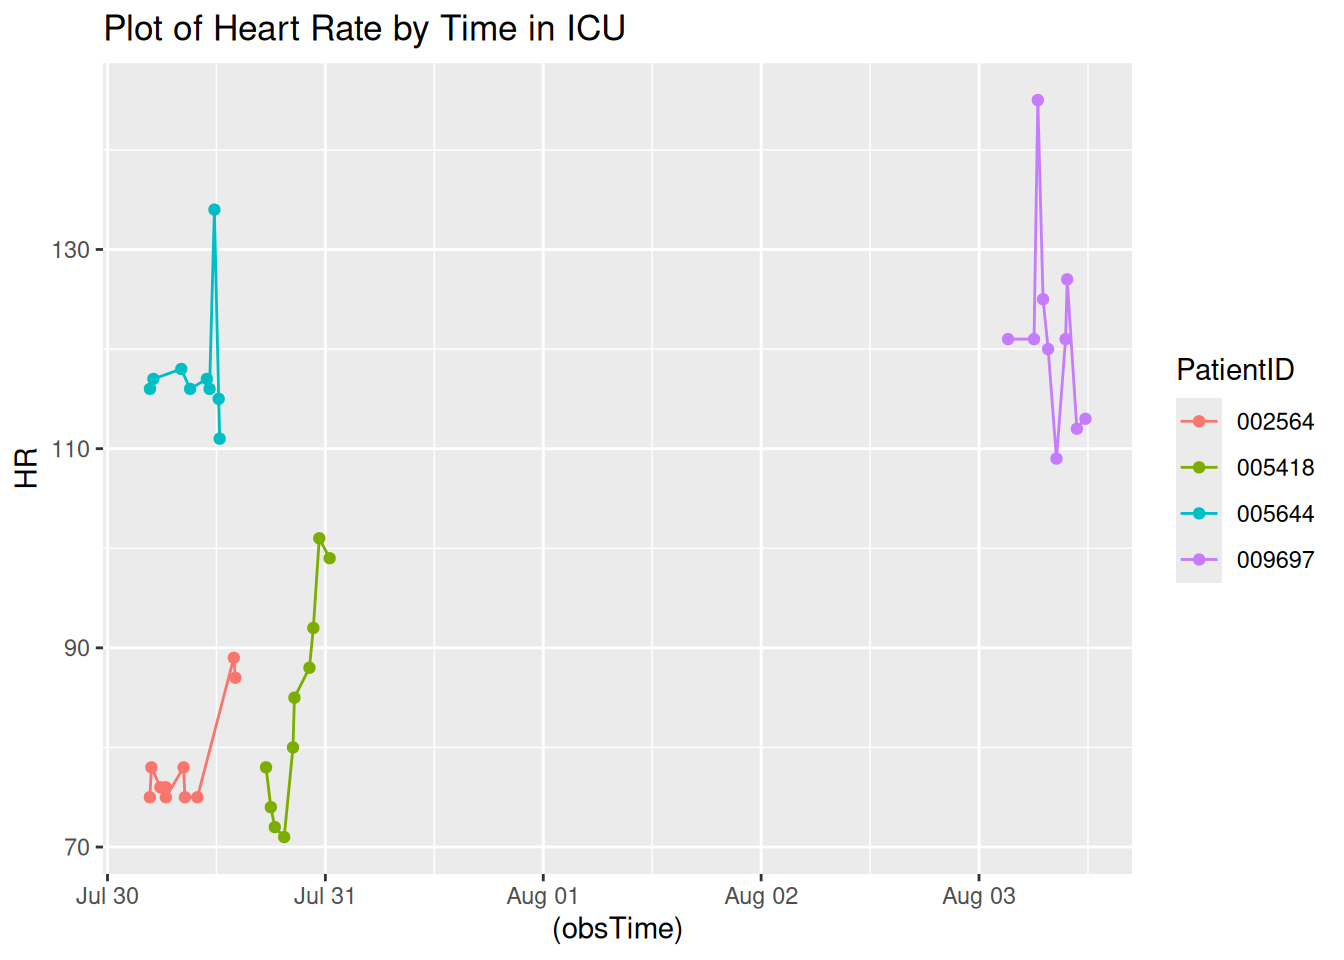 Plot of Heart Rate by Time in ICU
130
110
90
70
HR
Jul 30
Jul 31
Aug 01
Aug 02
Aug 03
(obsTime)
PatientID
002564
005418
005644
009697